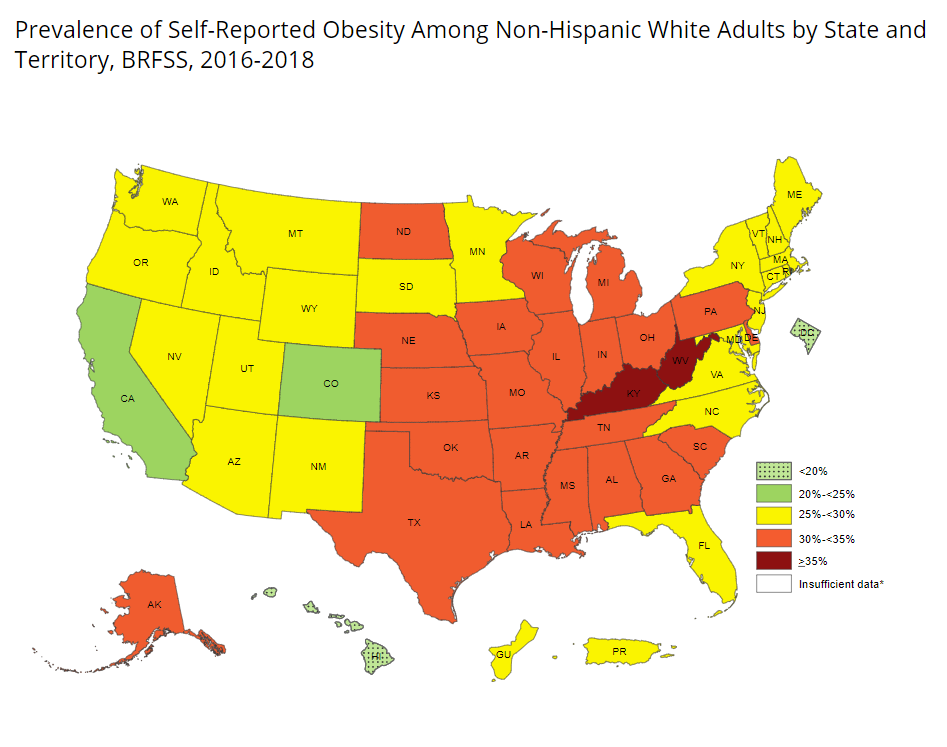 Prevalence of Self-Reported Obesity Among Non-Hispanic White Adults by State and
Territory, BRFSS, 2016-2018
ME
WA
ND
MT
VT
NH
MN
OR
MA
NY
ID
RI
WI
CT
SD
MI
WY
PA
NJ
IA
DC
NE
OH
MD
DE
NV
IL
IN
UT
WV
CO
VA
CA
KS
MO
KY
NC
TN
OK
SC
AZ
NM
AR
<20%
MS
AL
GA
20%-<25%
25%-<30%
TX
LA
30%-<35%
FL
≥35%
Insufficient data*
AK
HI
GU
PR